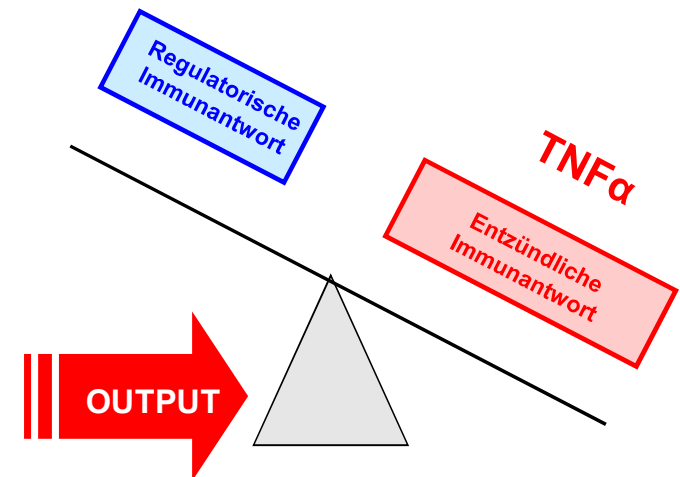 Regulatorische
Immunantwort
TNFα
Entzündliche
Immunantwort
OUTPUT